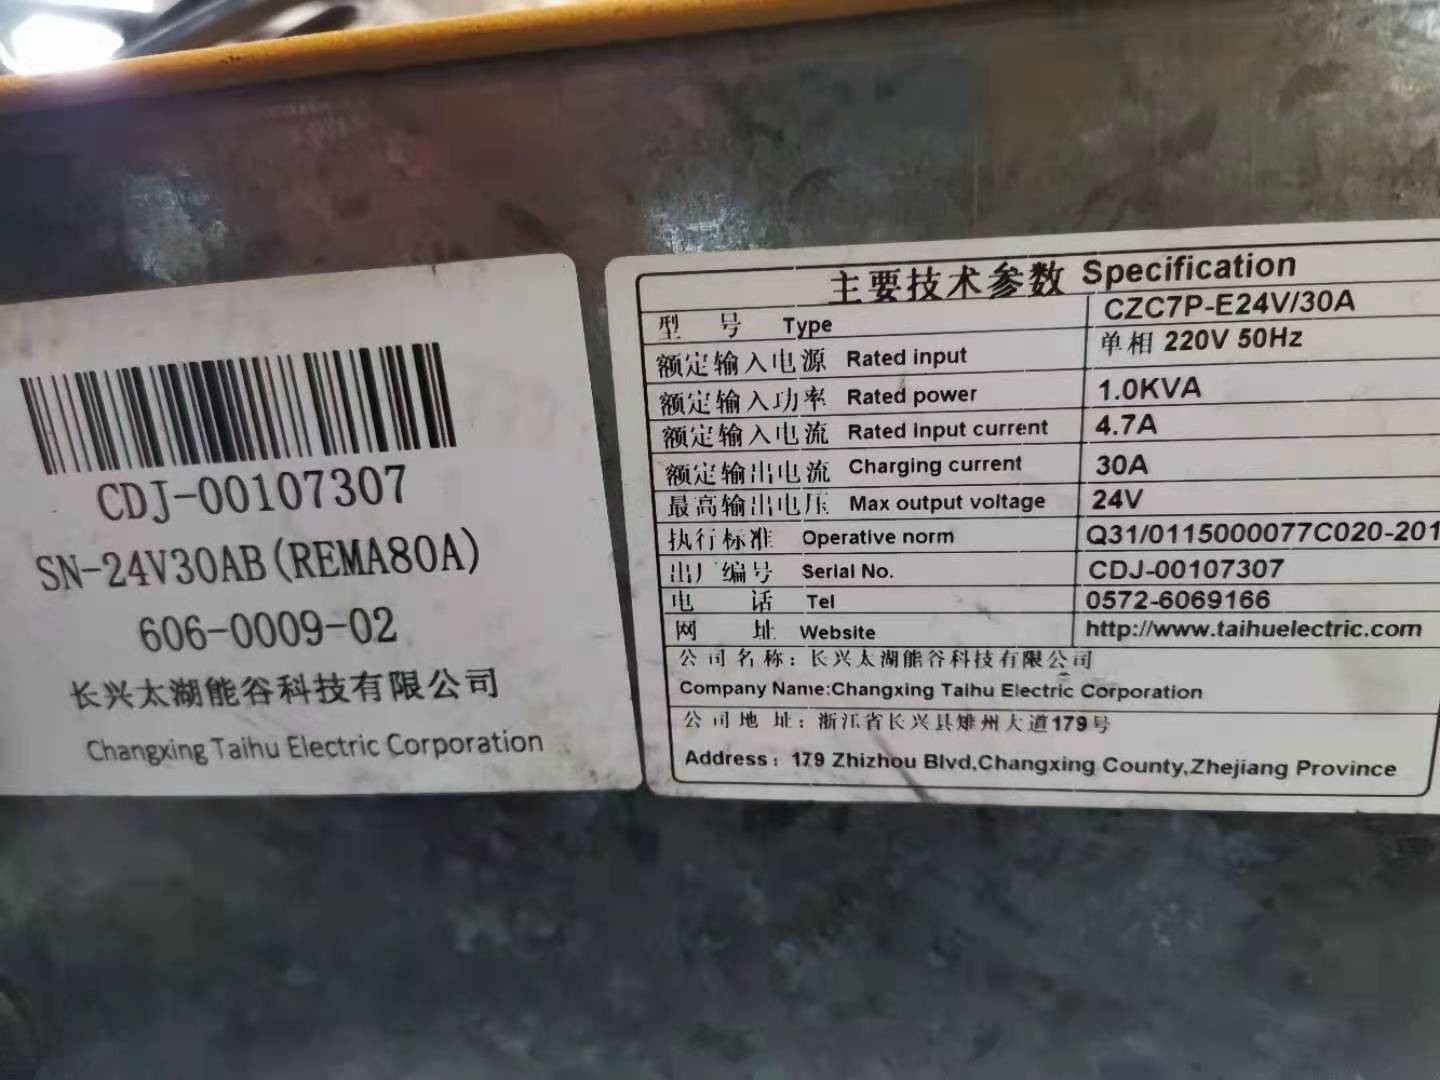 CDJ-00107307
SN-24V30AB(REMA80A)
606-0009-02
长兴太湖能谷科技有限公司
Changxing Taihu Electric Corporation
主要技术参数 Specification
型 号 Type CZC7P-E24V/30A
额定输入电源 Rated input 单相 220V 50Hz
额定输入功率 Rated power 1.0KVA
额定输入电流 Rated input current 4.7A
额定输出电流 Charging current 30A
最高输出电压 Max output voltage 24V
执行标准 Operative norm Q31/0115000077C020-201
出厂编号 Serial No. CDJ-00107307
电 话 Tel 0572-6069166
网 址 Website http://www.taihuelectric.com
公司名称：长兴太湖能谷科技有限公司
Company Name:Changxing Taihu Electric Corporation
公司地址：浙江省长兴县雉州大道179号
Address：179 Zhizhou Blvd,Changxing County,Zhejiang Province